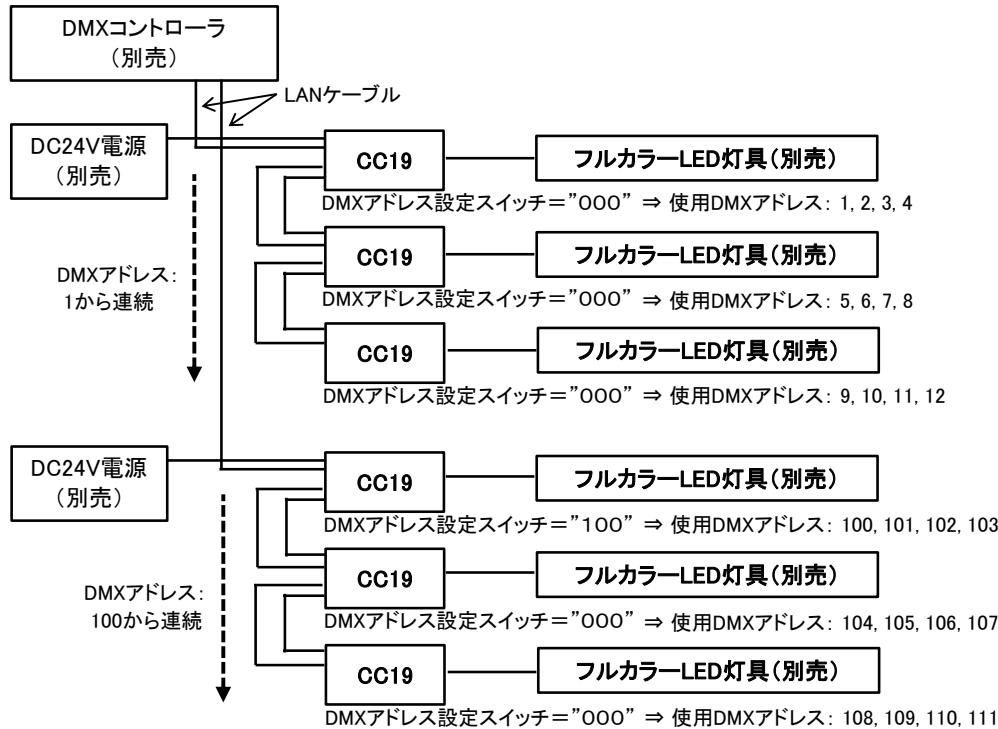 DMXコントローラ
(別売)
LANケーブル
DC24V電源
(別売)
CC19
フルカラーLED灯具(別売)
DMXアドレス設定スイッチ="000" ⇒ 使用DMXアドレス: 1, 2, 3, 4
CC19
フルカラーLED灯具(別売)
DMXアドレス:
1から連続
DMXアドレス設定スイッチ="000" ⇒ 使用DMXアドレス: 5, 6, 7, 8
CC19
フルカラーLED灯具(別売)
DMXアドレス設定スイッチ="000" ⇒ 使用DMXアドレス: 9, 10, 11, 12
DC24V電源
(別売)
CC19
フルカラーLED灯具(別売)
DMXアドレス設定スイッチ="100" ⇒ 使用DMXアドレス: 100, 101, 102, 103
CC19
フルカラーLED灯具(別売)
DMXアドレス:
100から連続
DMXアドレス設定スイッチ="000" ⇒ 使用DMXアドレス: 104, 105, 106, 107
CC19
フルカラーLED灯具(別売)
DMXアドレス設定スイッチ="000" ⇒ 使用DMXアドレス: 108, 109, 110, 111